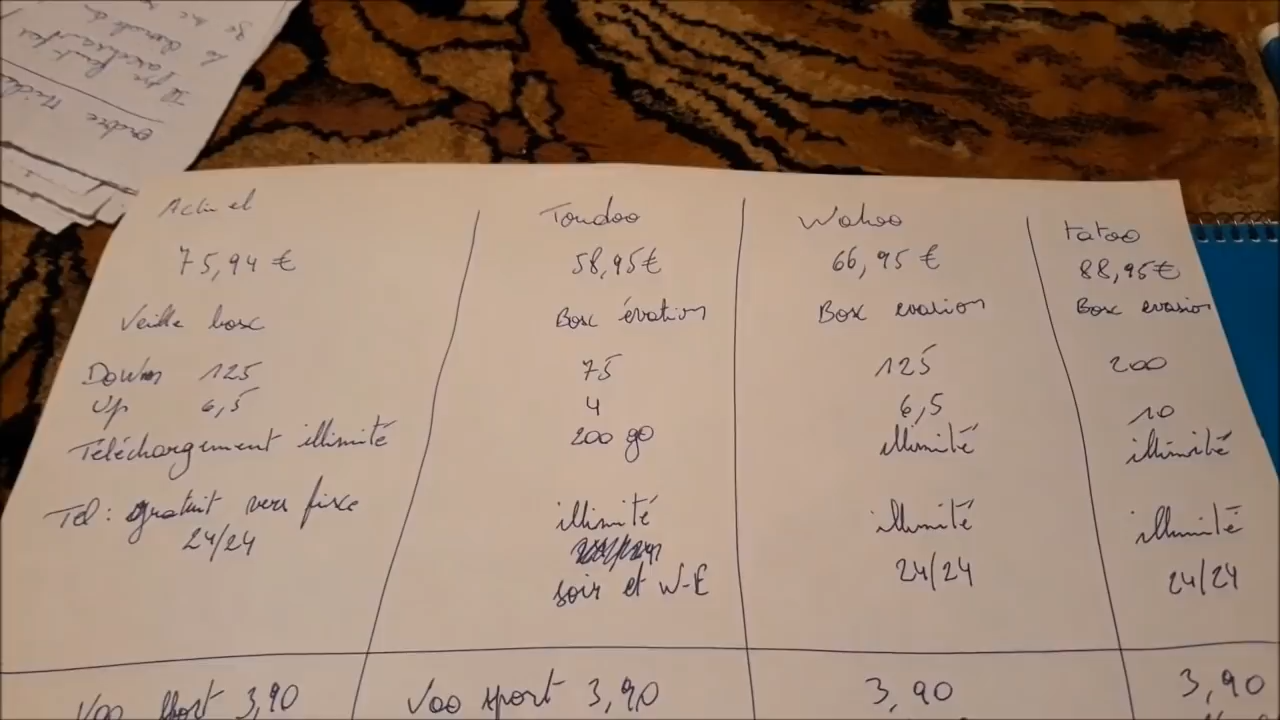 Actuel
75,94 €
Veille box
Down 125
Up 6,5
Téléchargement illimité
Tel : gratuit vers fixe
24/24
Voo sport 3,90
Toudoo
58,95€
Box évation
75
4
200 go
illimité
soir et W-E
Voo sport 3,90
Wahoo
66,95 €
Box evasion
125
6,5
illimité
illimité
24/24
3,90
tatoo
88,95€
Box evasion
200
10
illimité
illimité
24/24
3,90